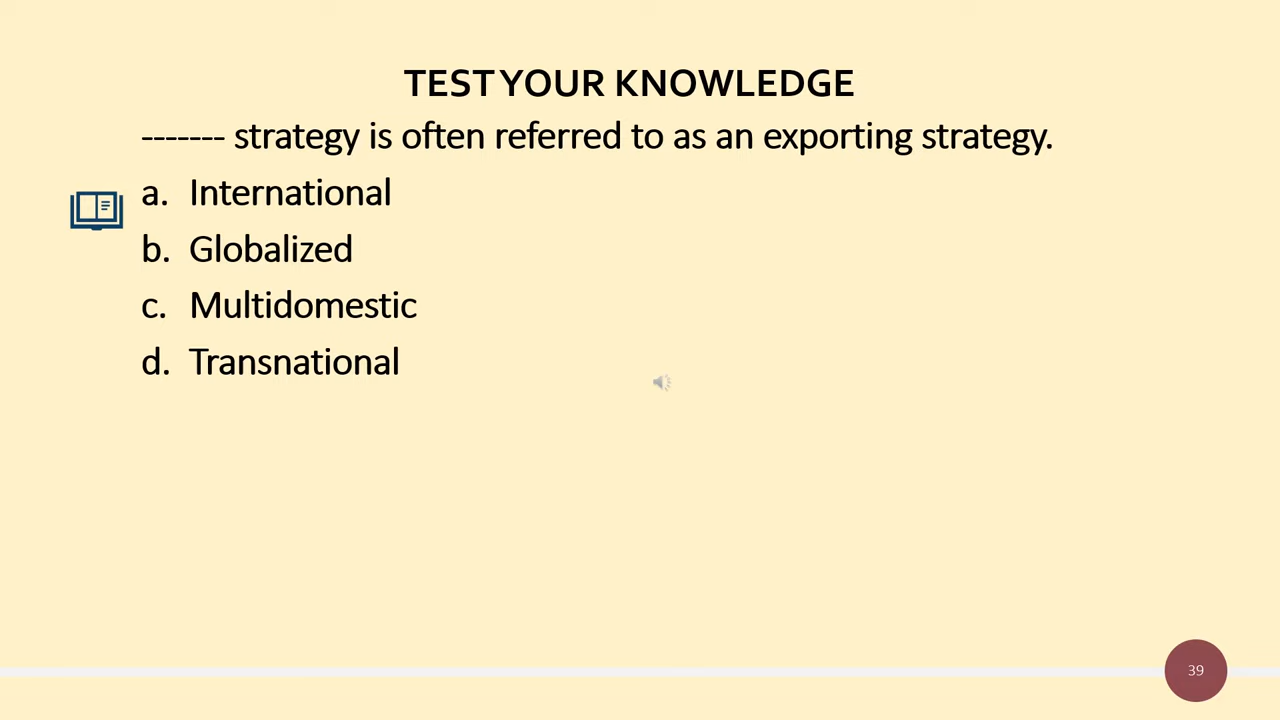 TEST YOUR KNOWLEDGE
------- strategy is often referred to as an exporting strategy.
a. International
b. Globalized
c. Multidomestic
d. Transnational
39